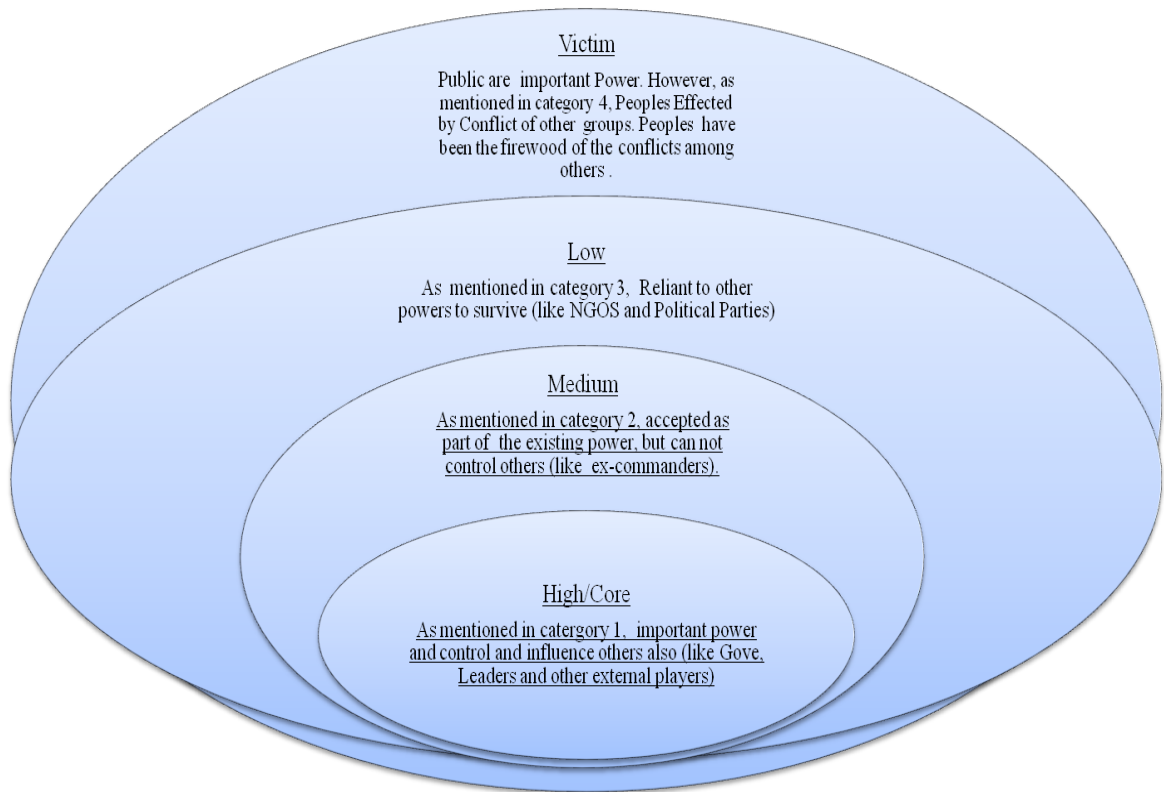 Victim
Public are important Power. However, as
mentioned in category 4, Peoples Effected
by Conflict of other groups. Peoples have
been the firewood of the conflicts among
others .
Low
As mentioned in category 3, Reliant to other
powers to survive (like NGOS and Political Parties)
Medium
As mentioned in category 2, accepted as
part of the existing power, but can not
control others (like ex-commanders).
High/Core
As mentioned in catergory 1, important power
and control and influence others also (like Gove,
Leaders and other external players)